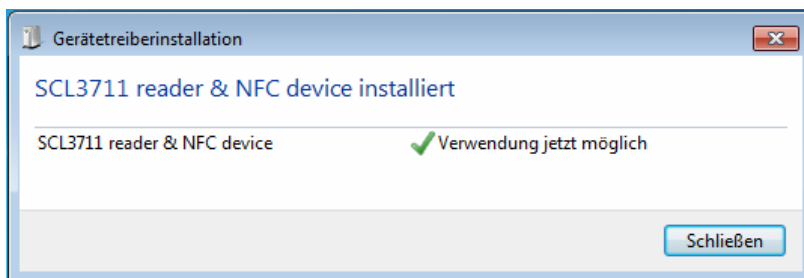 Gerätetreiberinstallation
SCL3711 reader & NFC device installiert
SCL3711 reader & NFC device Verwendung jetzt möglich
Schließen